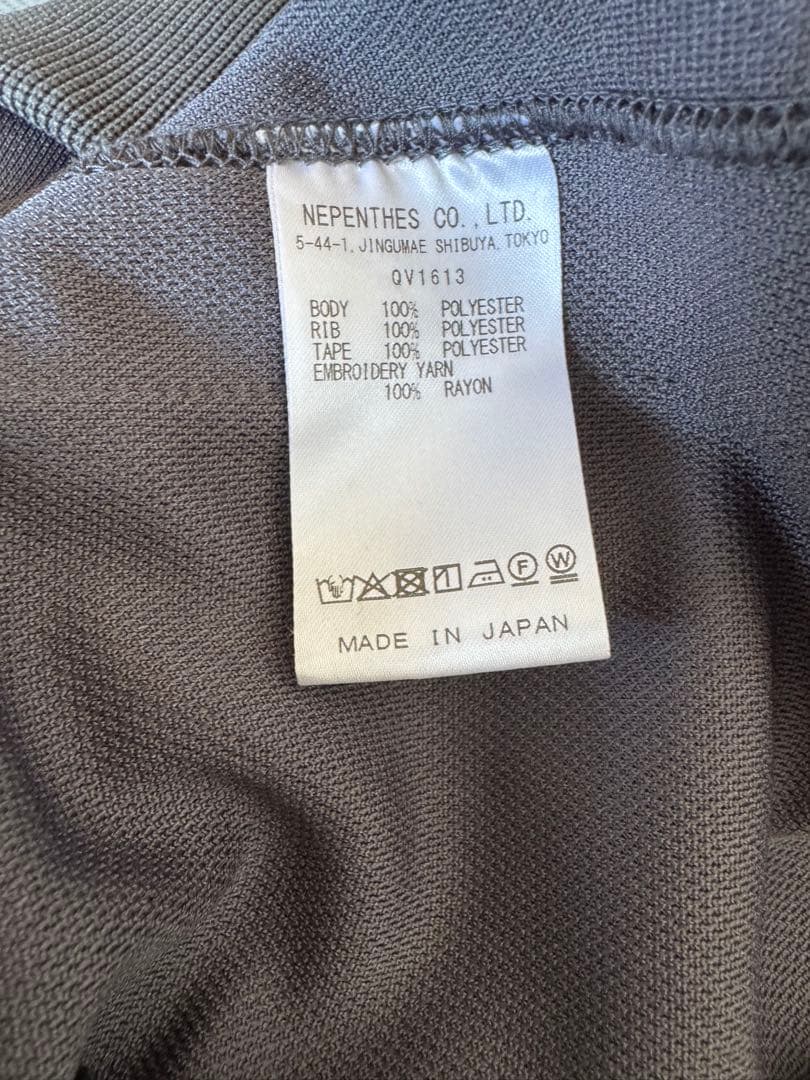 NEPENTHES CO.,LTD.
5-44-1, JINGUMAE SHIBUYA, TOKYO
QV1613
BODY 100% POLYESTER
RIB 100% POLYESTER
TAPE 100% POLYESTER
EMBROIDERY YARN
100% RAYON
F W
MADE IN JAPAN